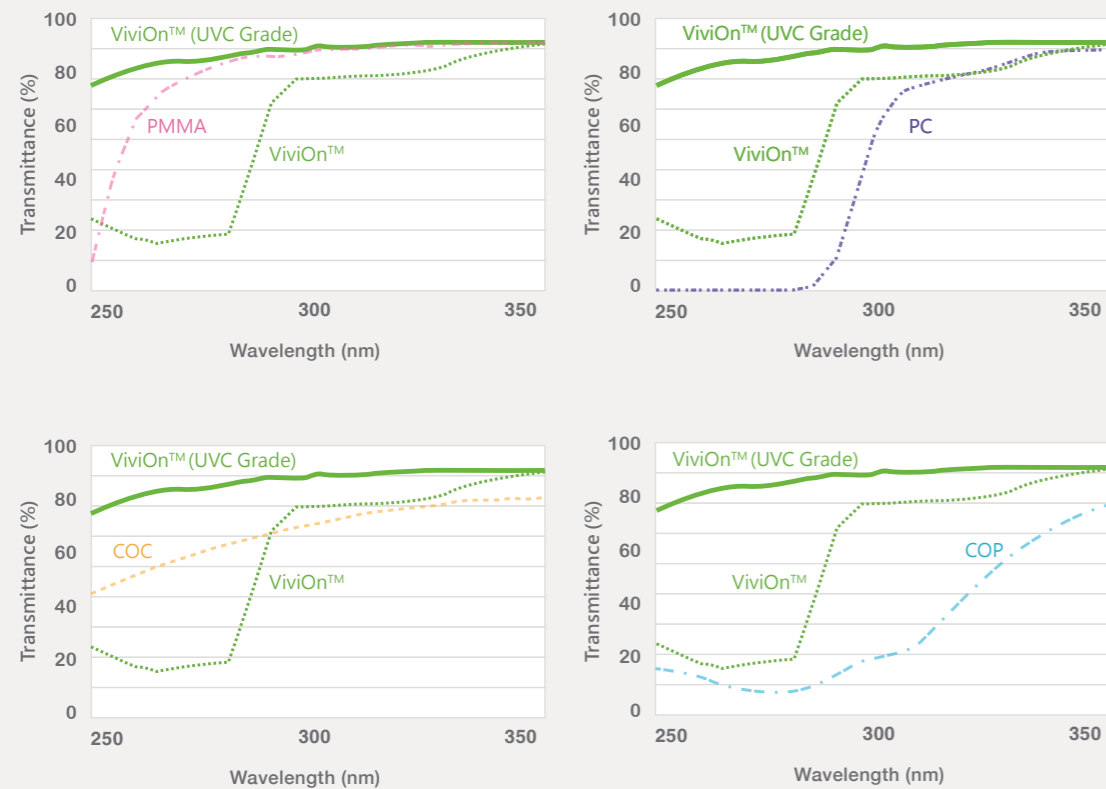 Transmittance (%)
100
80
60
40
20
0
ViviOn™ (UVC Grade)
PMMA
ViviOn™
250
300
350
Wavelength (nm)
Transmittance (%)
100
80
60
40
20
0
ViviOn™ (UVC Grade)
PC
ViviOn™
250
300
350
Wavelength (nm)
Transmittance (%)
100
80
60
40
20
0
ViviOn™ (UVC Grade)
COC
ViviOn™
250
300
350
Wavelength (nm)
Transmittance (%)
100
80
60
40
20
0
ViviOn™ (UVC Grade)
COP
ViviOn™
250
300
350
Wavelength (nm)